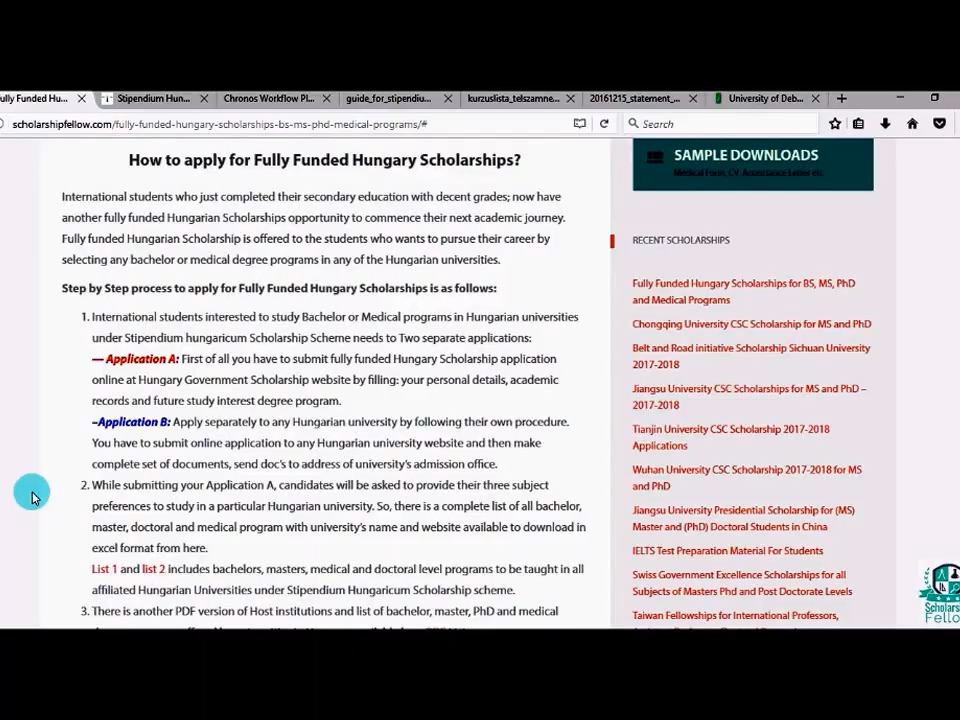 fully Funded Hu...
Stipendium Hun...
Chronos Workflow Pl...
guide_for_stipendiu...
kurzuslista_telszamne...
20161215_statement_...
University of Deb...
scholarshipfellow.com/fully-funded-hungary-scholarships-bs-ms-phd-medical-programs/#
Search
How to apply for Fully Funded Hungary Scholarships?
International students who just completed their secondary education with decent grades; now have
another fully funded Hungarian Scholarships opportunity to commence their next academic journey.
Fully funded Hungarian Scholarship is offered to the students who wants to pursue their career by
selecting any bachelor or medical degree programs in any of the Hungarian universities.
Step by Step process to apply for Fully Funded Hungary Scholarships is as follows:
1. International students interested to study Bachelor or Medical programs in Hungarian universities
under Stipendium hungaricum Scholarship Scheme needs to Two separate applications:
— Application A: First of all you have to submit fully funded Hungary Scholarship application
online at Hungary Government Scholarship website by filling: your personal details, academic
records and future study interest degree program.
–Application B: Apply separately to any Hungarian university by following their own procedure.
You have to submit online application to any Hungarian university website and then make
complete set of documents, send doc's to address of university's admission office.
2. While submitting your Application A, candidates will be asked to provide their three subject
preferences to study in a particular Hungarian university. So, there is a complete list of all bachelor,
master, doctoral and medical program with university's name and website available to download in
excel format from here.
List 1 and list 2 includes bachelors, masters, medical and doctoral level programs to be taught in all
affiliated Hungarian Universities under Stipendium Hungaricum Scholarship scheme.
3. There is another PDF version of Host institutions and list of bachelor, master, PhD and medical
SAMPLE DOWNLOADS
Medical Form, CV, Acceptance Letter etc
RECENT SCHOLARSHIPS
Fully Funded Hungary Scholarships for BS, MS, PhD
and Medical Programs
Chongqing University CSC Scholarship for MS and PhD
Belt and Road initiative Scholarship Sichuan University
2017-2018
Jiangsu University CSC Scholarships for MS and PhD –
2017-2018
Tianjin University CSC Scholarship 2017-2018
Applications
Wuhan University CSC Scholarship 2017-2018 for MS
and PhD
Jiangsu University Presidential Scholarship for (MS)
Master and (PhD) Doctoral Students in China
IELTS Test Preparation Material For Students
Swiss Government Excellence Scholarships for all
Subjects of Masters Phd and Post Doctorate Levels
Taiwan Fellowships for International Professors,
Scholars
Fello